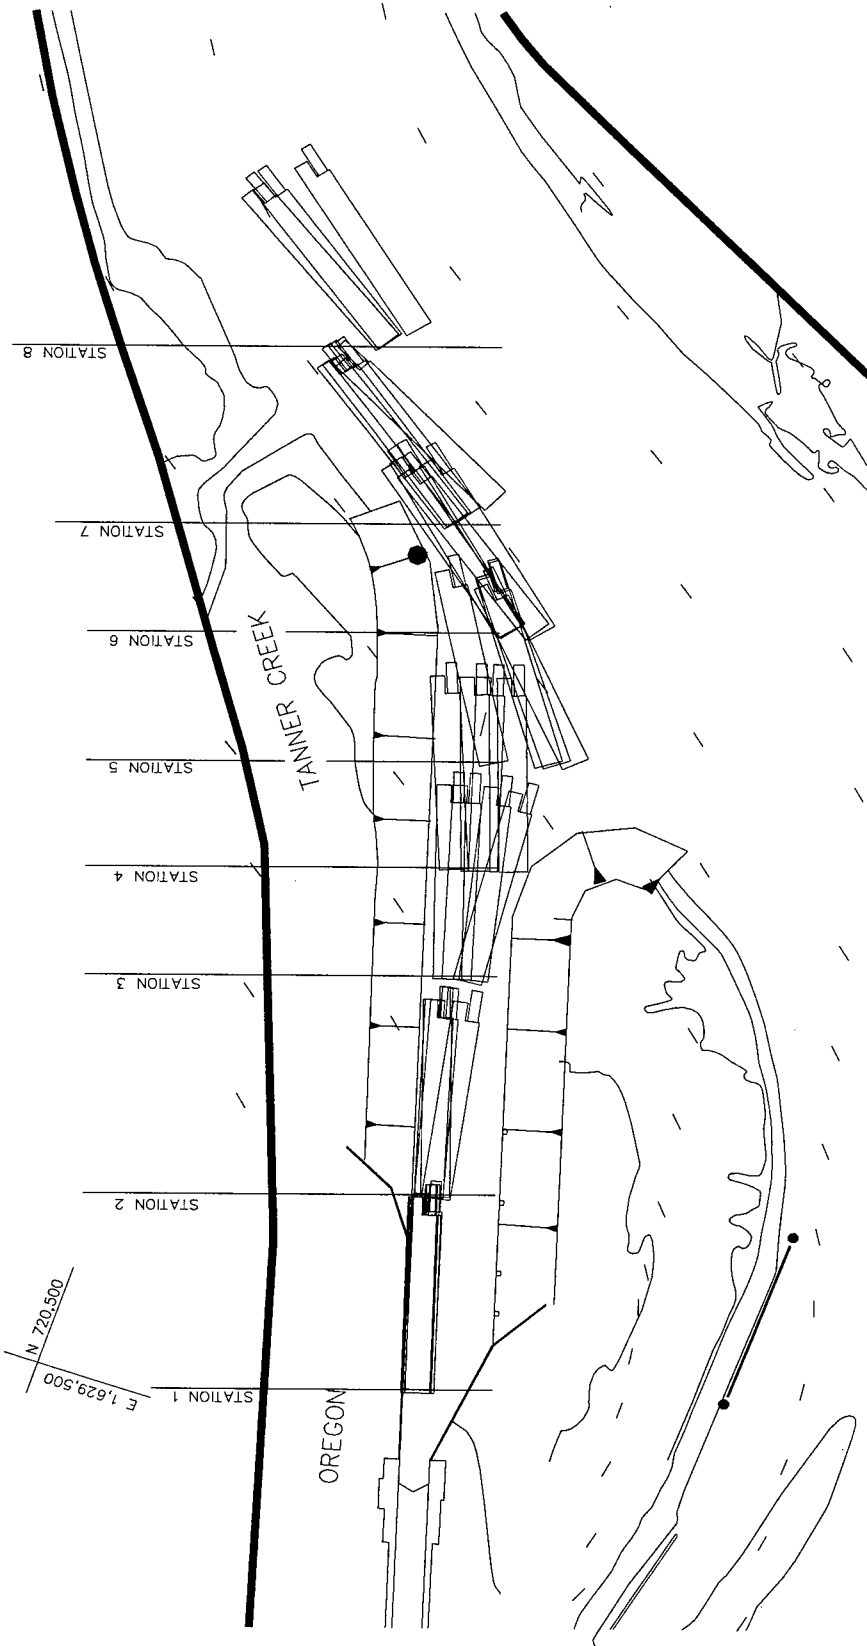 STATION 8
STATION 7
STATION 6
TANNER CREEK
STATION 5
STATION 4
STATION 3
STATION 2
N 720,500
E 1,629,500
STATION 1
OREGON